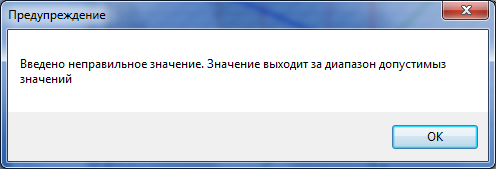 Предупреждение
Введено неправильное значение. Значение выходит за диапазон допустимыз
значений
OK